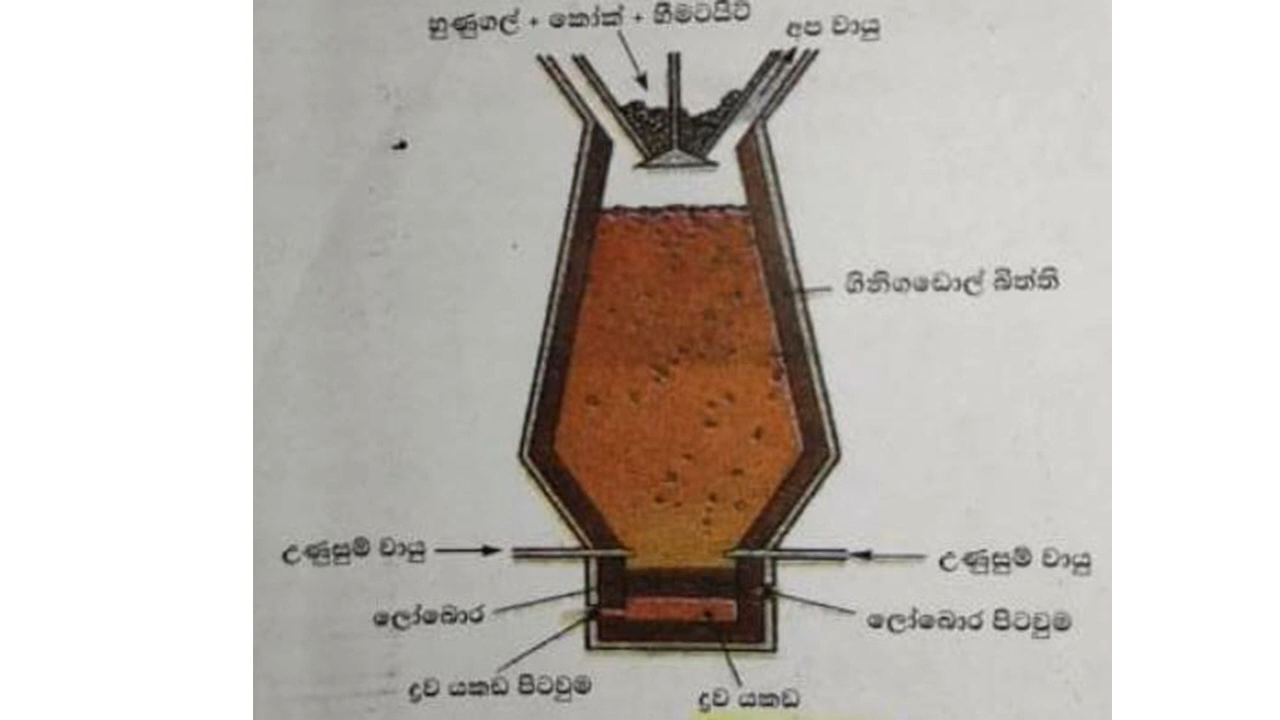 හුණුගල් + කෝක් + හීමටයිට්
අප වායු
ගිනිගඩොල් බිත්ති
උණුසුම් වායු
උණුසුම් වායු
ලෝබොර
ලෝබොර පිටවුම
ද්‍රව යකඩ පිටවුම
ද්‍රව යකඩ